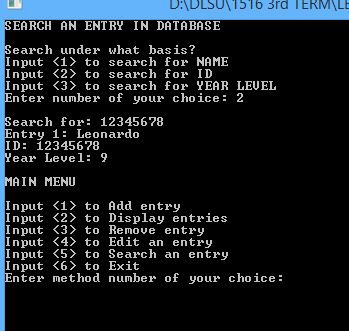 D:\DLSU\1516 3rd TERM\LE
SEARCH AN ENTRY IN DATABASE
Search under what basis?
Input <1> to search for NAME
Input <2> to search for ID
Input <3> to search for YEAR LEVEL
Enter number of your choice: 2
Search for: 12345678
Entry 1: Leonardo
ID: 12345678
Year Level: 9
MAIN MENU
Input <1> to Add entry
Input <2> to Display entries
Input <3> to Remove entry
Input <4> to Edit an entry
Input <5> to Search an entry
Input <6> to Exit
Enter method number of your choice: